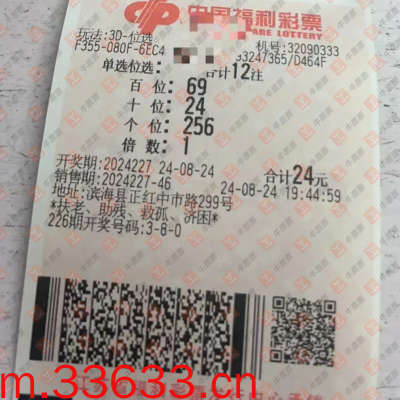 中国福利彩票
玩法:3D-位选
机号:32090333
F355-080F-6EC4
33247365/D464F
单选位选
合计12注
百位: 69
十位: 24
个位: 256
倍数: 1
开奖期:2024227 24-08-24
合计24元
销售期:2024227-46
24-08-24 19:44:59
地址:滨海县正红中市路299号
*扶老、助残、救孤、济困*
226期开奖号码:3-8-0
m.33633.com